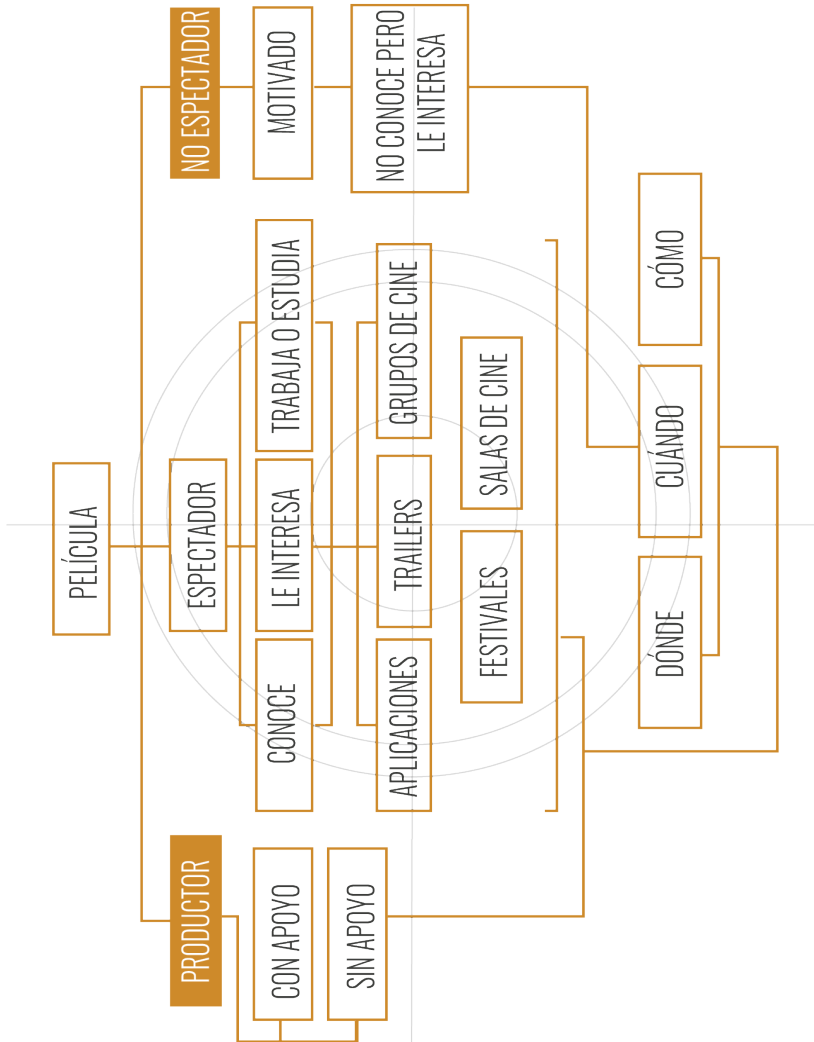 PELÍCULA
PRODUCTOR
ESPECTADOR
NO ESPECTADOR
CON APOYO
SIN APOYO
CONOCE
LE INTERESA
TRABAJA O ESTUDIA
MOTIVADO
APLICACIONES
TRAILERS
GRUPOS DE CINE
NO CONOCE PERO
LE INTERESA
FESTIVALES
SALAS DE CINE
DÓNDE
CUÁNDO
CÓMO